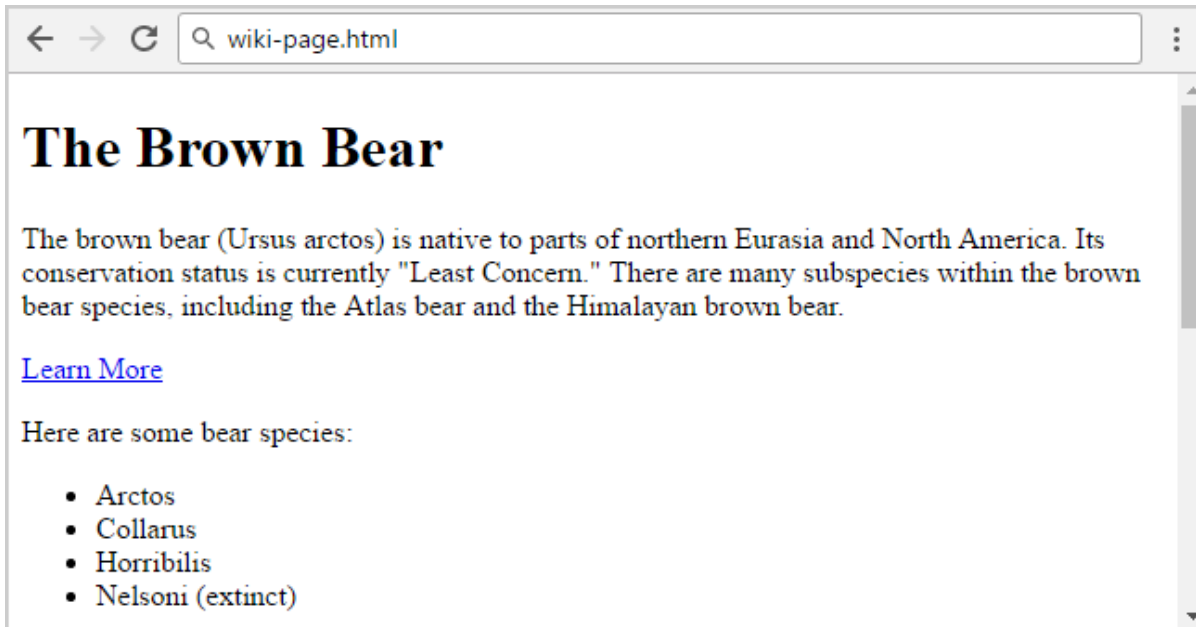 wiki-page.html
The Brown Bear
The brown bear (Ursus arctos) is native to parts of northern Eurasia and North America. Its
conservation status is currently "Least Concern." There are many subspecies within the brown
bear species, including the Atlas bear and the Himalayan brown bear.
Learn More
Here are some bear species:
• Arctos
• Collarus
• Horribilis
• Nelsoni (extinct)